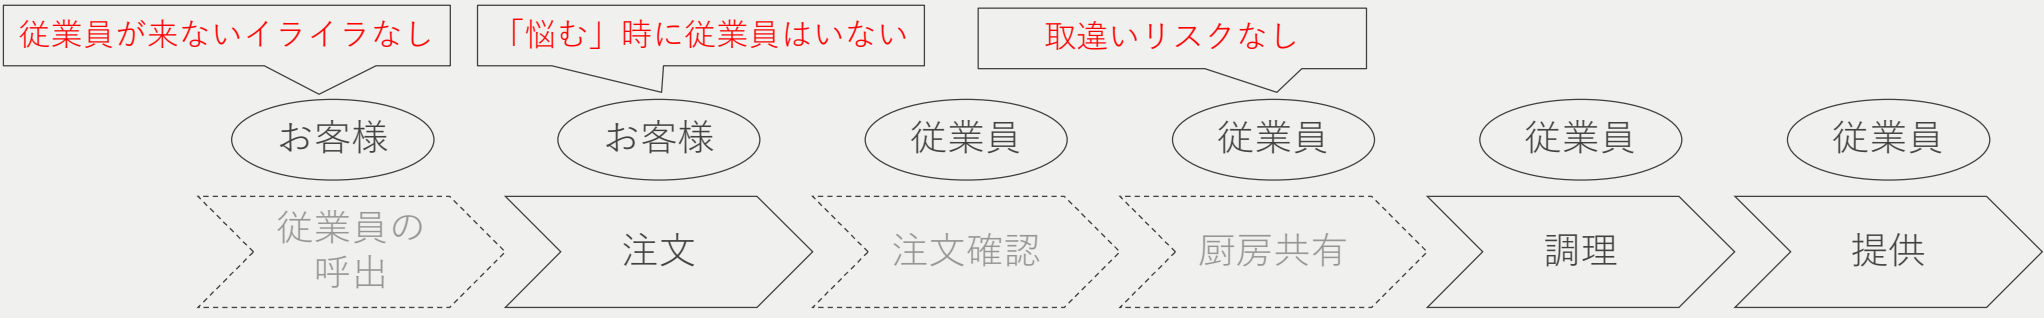 従業員が来ないイライラなし
「悩む」時に従業員はいない
取違いリスクなし
お客様
お客様
従業員
従業員
従業員
従業員
従業員の
呼出
注文
注文確認
厨房共有
調理
提供